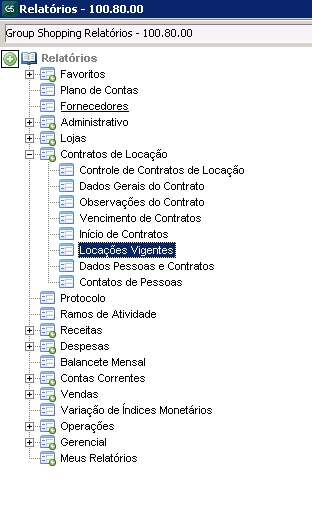 Relatórios - 100.80.00
Group Shopping Relatórios - 100.80.00
Relatórios
Favoritos
Plano de Contas
Fornecedores
Administrativo
Lojas
Contratos de Locação
Controle de Contratos de Locação
Dados Gerais do Contrato
Observações do Contrato
Vencimento de Contratos
Início de Contratos
Locações Vigentes
Dados Pessoas e Contratos
Contatos de Pessoas
Protocolo
Ramos de Atividade
Receitas
Despesas
Balancete Mensal
Contas Correntes
Vendas
Variação de Índices Monetários
Operações
Gerencial
Meus Relatórios